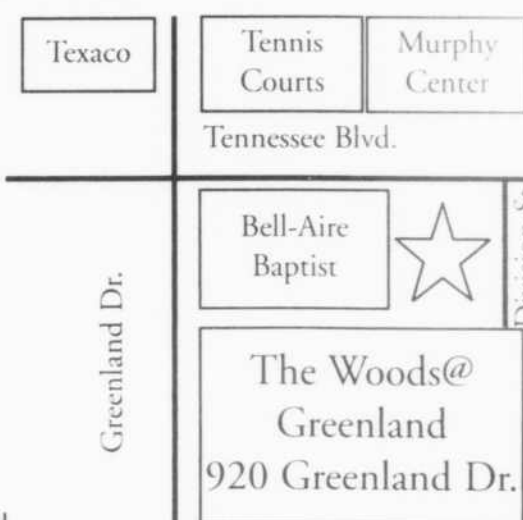 Texaco
Tennis
Courts
Murphy
Center
Tennessee Blvd.
Bell-Aire
Baptist
Greenland Dr.
The Woods@
Greenland
920 Greenland Dr.